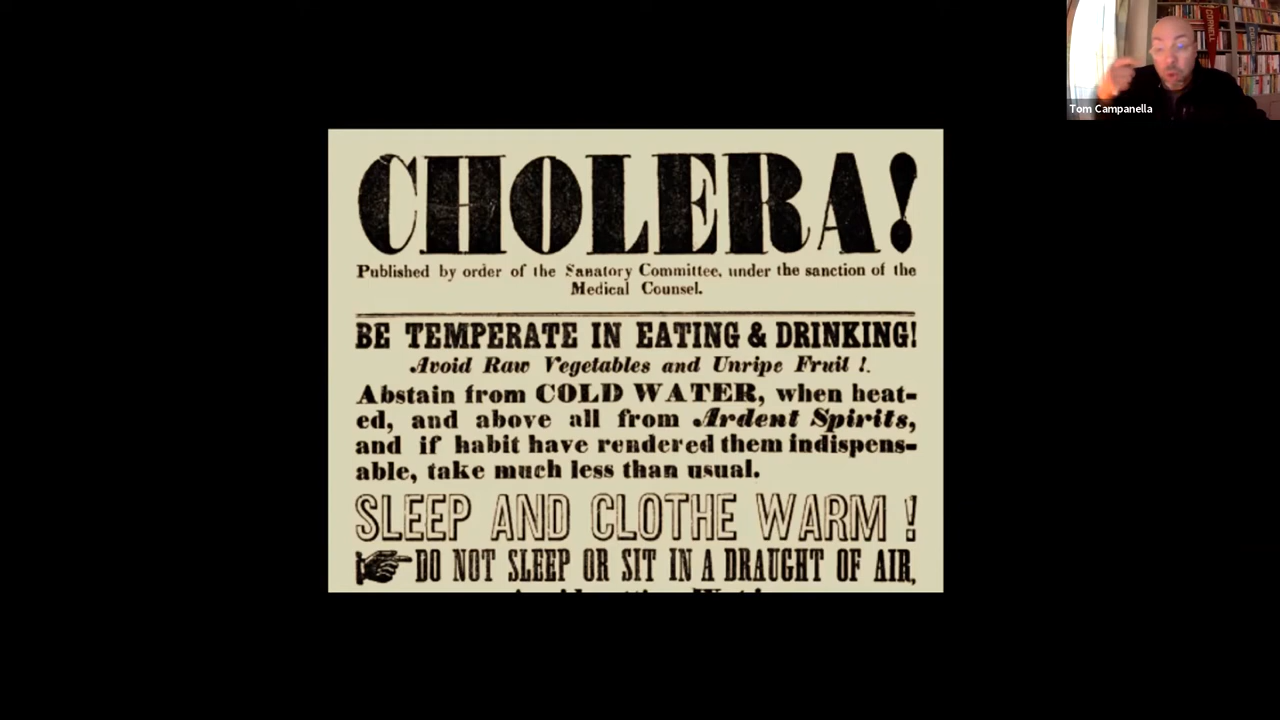 CHOLERA!
Published by order of the Sanatory Committee, under the sanction of the
Medical Counsel.
BE TEMPERATE IN EATING & DRINKING!
Avoid Raw Vegetables and Unripe Fruit !.
Abstain from COLD WATER, when heat-
ed, and above all from Ardent Spirits,
and if habit have rendered them indispens-
able, take much less than usual.
SLEEP AND CLOTHE WARM !
DO NOT SLEEP OR SIT IN A DRAUGHT OF AIR,
CORNELL
Tom Campanella